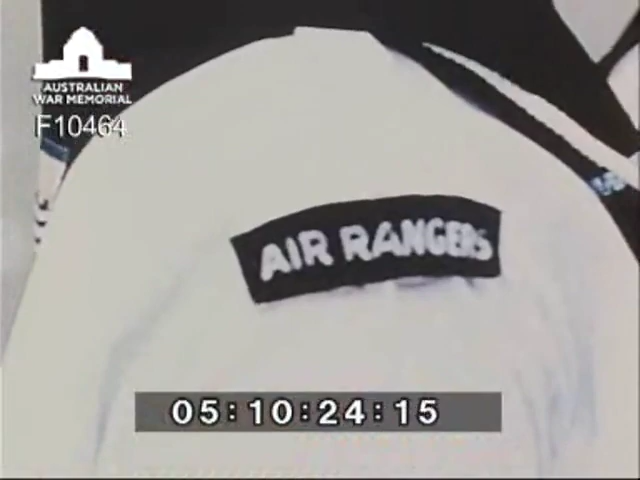 AUSTRALIAN
WAR MEMORIAL
F10464
AIR RANGERS
05:10:24:15